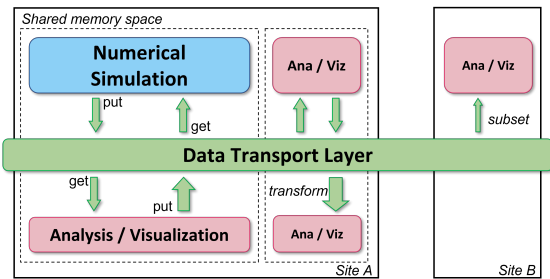 Shared memory space
Numerical
Simulation
Ana / Viz
Ana / Viz
put
get
subset
Data Transport Layer
get
put
transform
Analysis / Visualization
Ana / Viz
Site A
Site B